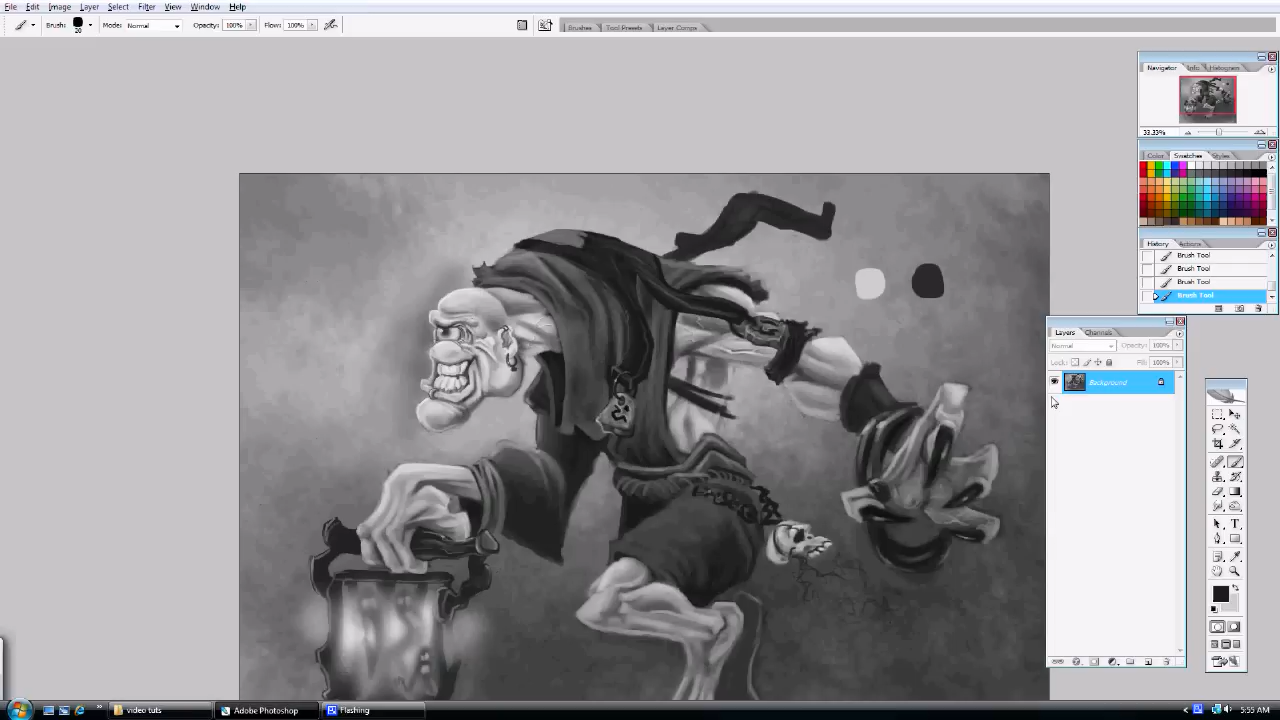 File Edit Image Layer Select Filter View Window Help
Brush: 20 Mode: Normal Opacity: 100% Flow: 100% Brushes Tool Presets Layer Comps
Navigator Info Histogram
33.33%
Color Swatches Styles
History Actions
Brush Tool
Brush Tool
Brush Tool
Brush Tool
Layers Channels
Normal Opacity: 100%
Lock: Fill: 100%
Background
video tuts Adobe Photoshop Flashing 5:55 AM